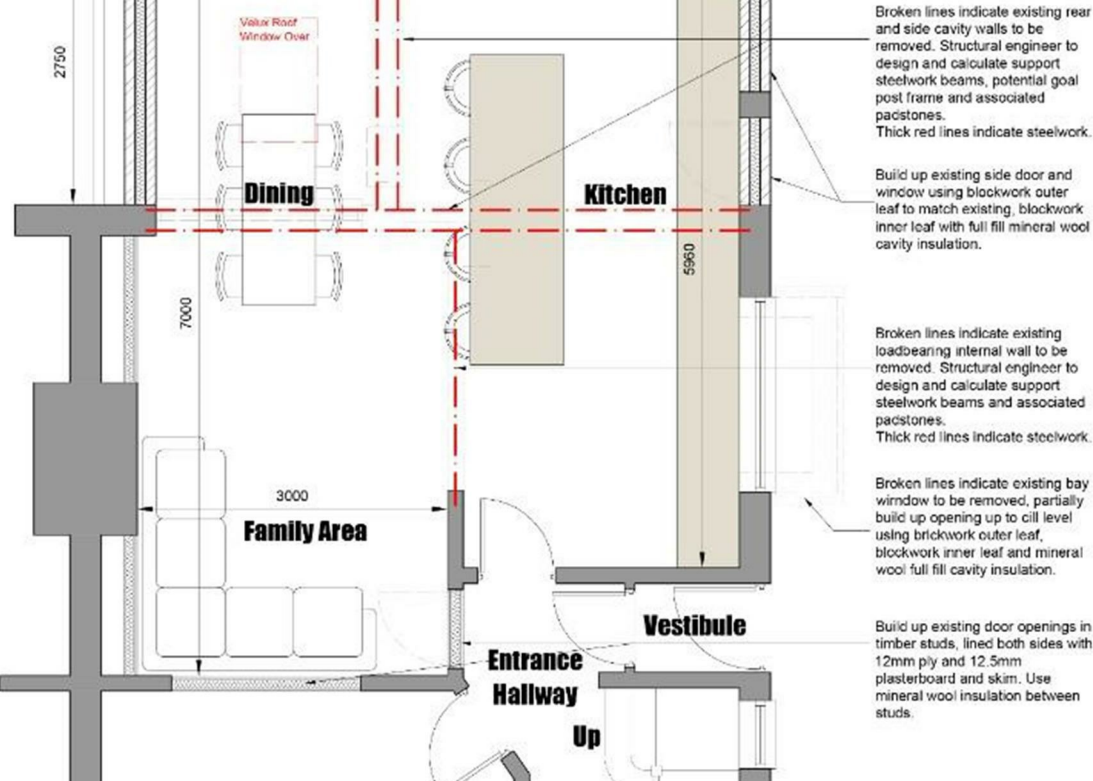 Velux Roof
Window Over
2750
Dining
Kitchen
7000
5960
3000
Family Area
Vestibule
Entrance
Hallway
Up
Broken lines indicate existing rear
and side cavity walls to be
removed. Structural engineer to
design and calculate support
steelwork beams, potential goal
post frame and associated
padstones.
Thick red lines indicate steelwork.
Build up existing side door and
window using blockwork outer
leaf to match existing, blockwork
inner leaf with full fill mineral wool
cavity insulation.
Broken lines indicate existing
loadbearing internal wall to be
removed. Structural engineer to
design and calculate support
steelwork beams and associated
padstones.
Thick red lines indicate steelwork.
Broken lines indicate existing bay
wirndow to be removed, partially
build up opening up to cill level
using brickwork outer leaf,
blockwork inner leaf and mineral
wool full fill cavity insulation.
Build up existing door openings in
timber studs, lined both sides with
12mm ply and 12.5mm
plasterboard and skim. Use
mineral wool insulation between
studs.